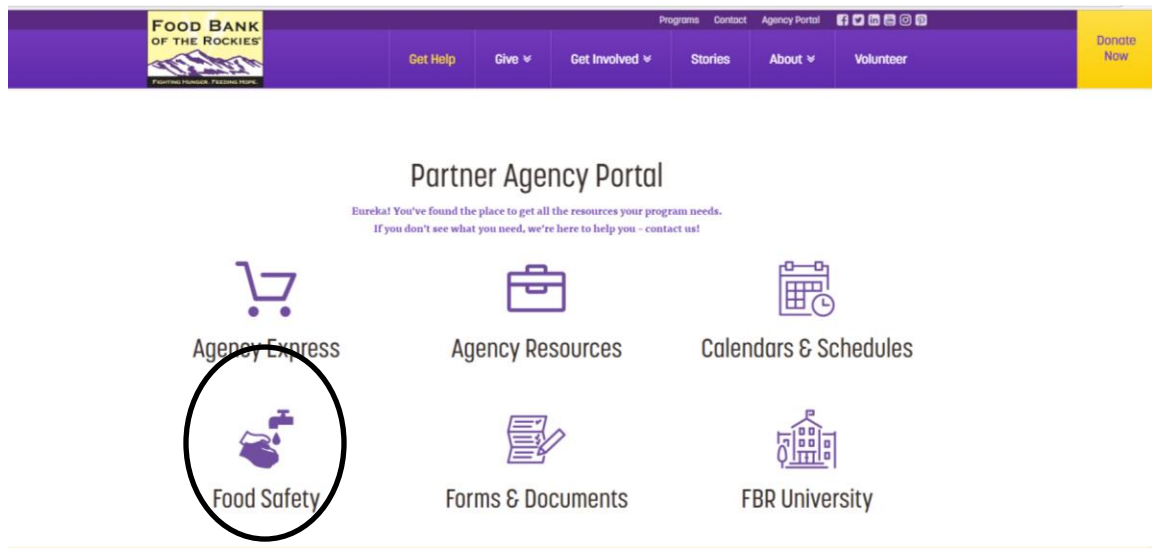 FOOD BANK
OF THE ROCKIES
FIGHTING HUNGER. FEEDING HOPE.
Programs Contact Agency Portal
Get Help Give Get Involved Stories About Volunteer
Donate
Now
Partner Agency Portal
Eureka! You've found the place to get all the resources your program needs.
If you don't see what you need, we're here to help you – contact us!
Agency Express Agency Resources Calendars & Schedules
Food Safety Forms & Documents FBR University